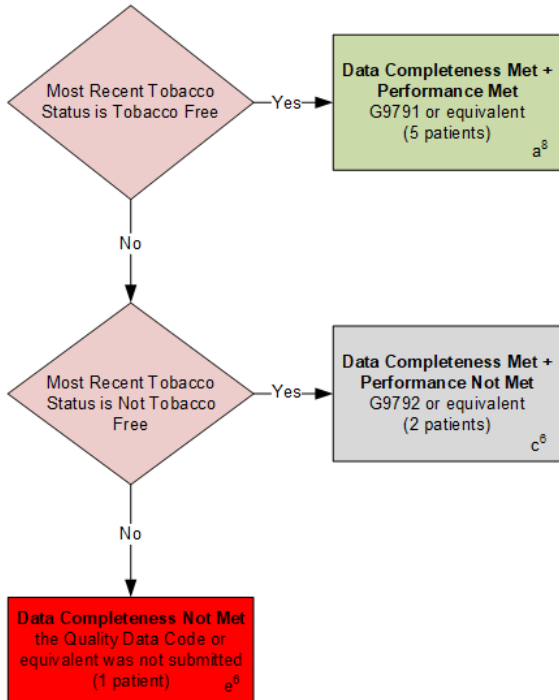 Most Recent Tobacco
Status is Tobacco Free
Yes
Data Completeness Met +
Performance Met
G9791 or equivalent
(5 patients)
a⁸
No
Most Recent Tobacco
Status is Not Tobacco
Free
Yes
Data Completeness Met +
Performance Not Met
G9792 or equivalent
(2 patients)
c⁶
No
Data Completeness Not Met
the Quality Data Code or
equivalent was not submitted
(1 patient)
e⁶